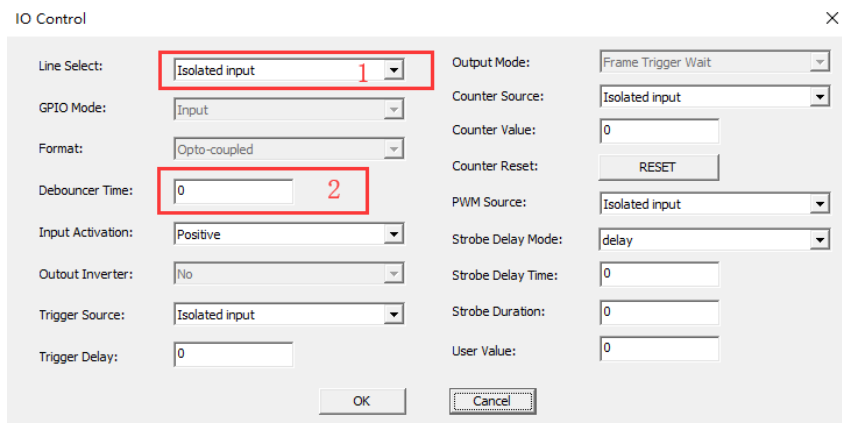 IO Control
Line Select:
Isolated input
1
GPIO Mode:
Input
Format:
Opto-coupled
Debouncer Time:
0
2
Input Activation:
Positive
Outout Inverter:
No
Trigger Source:
Isolated input
Trigger Delay:
0
Output Mode:
Frame Trigger Wait
Counter Source:
Isolated input
Counter Value:
0
Counter Reset:
RESET
PWM Source:
Isolated input
Strobe Delay Mode:
delay
Strobe Delay Time:
0
Strobe Duration:
0
User Value:
0
OK
Cancel